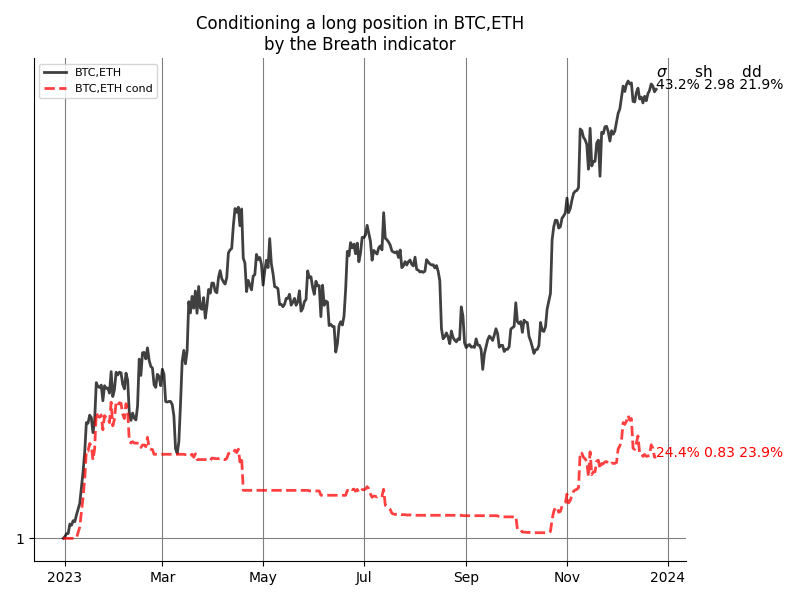 Conditioning a long position in BTC,ETH
by the Breath indicator
BTC,ETH
BTC,ETH cond
σ sh dd
43.2% 2.98 21.9%
24.4% 0.83 23.9%
1
2023 Mar May Jul Sep Nov 2024